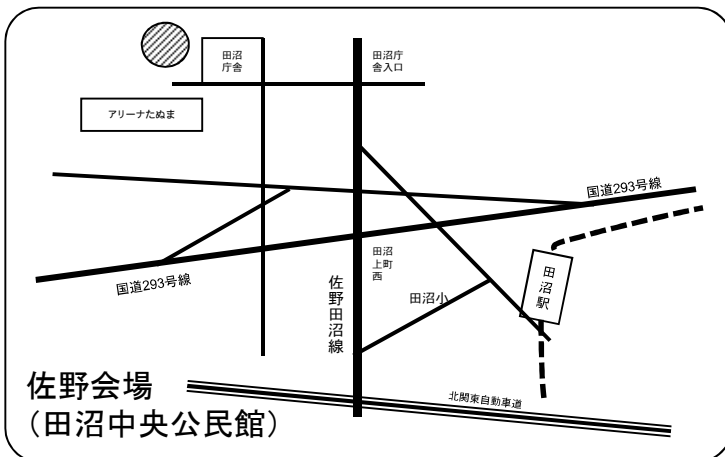 田沼
庁舎
田沼庁
舎入口
アリーナたぬま
国道293号線
国道293号線
田沼
上町
西
田沼駅
佐野田沼線
田沼小
佐野会場
（田沼中央公民館）
北関東自動車道